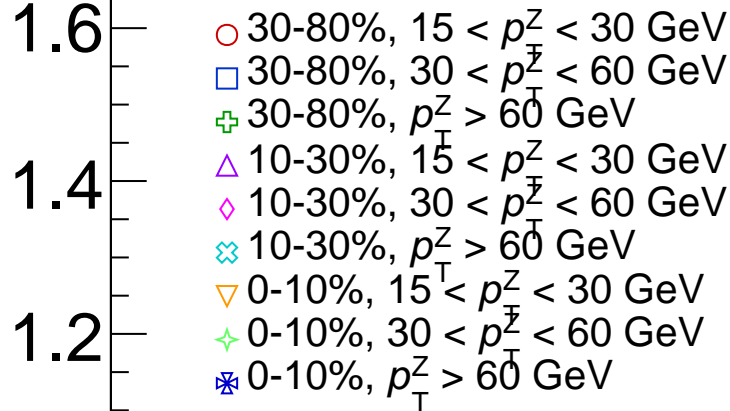 1.6
30-80%, 15 < p_T^Z < 30 GeV
30-80%, 30 < p_T^Z < 60 GeV
30-80%, p_T^Z > 60 GeV
1.4
10-30%, 15 < p_T^Z < 30 GeV
10-30%, 30 < p_T^Z < 60 GeV
10-30%, p_T^Z > 60 GeV
0-10%, 15 < p_T^Z < 30 GeV
1.2
0-10%, 30 < p_T^Z < 60 GeV
0-10%, p_T^Z > 60 GeV